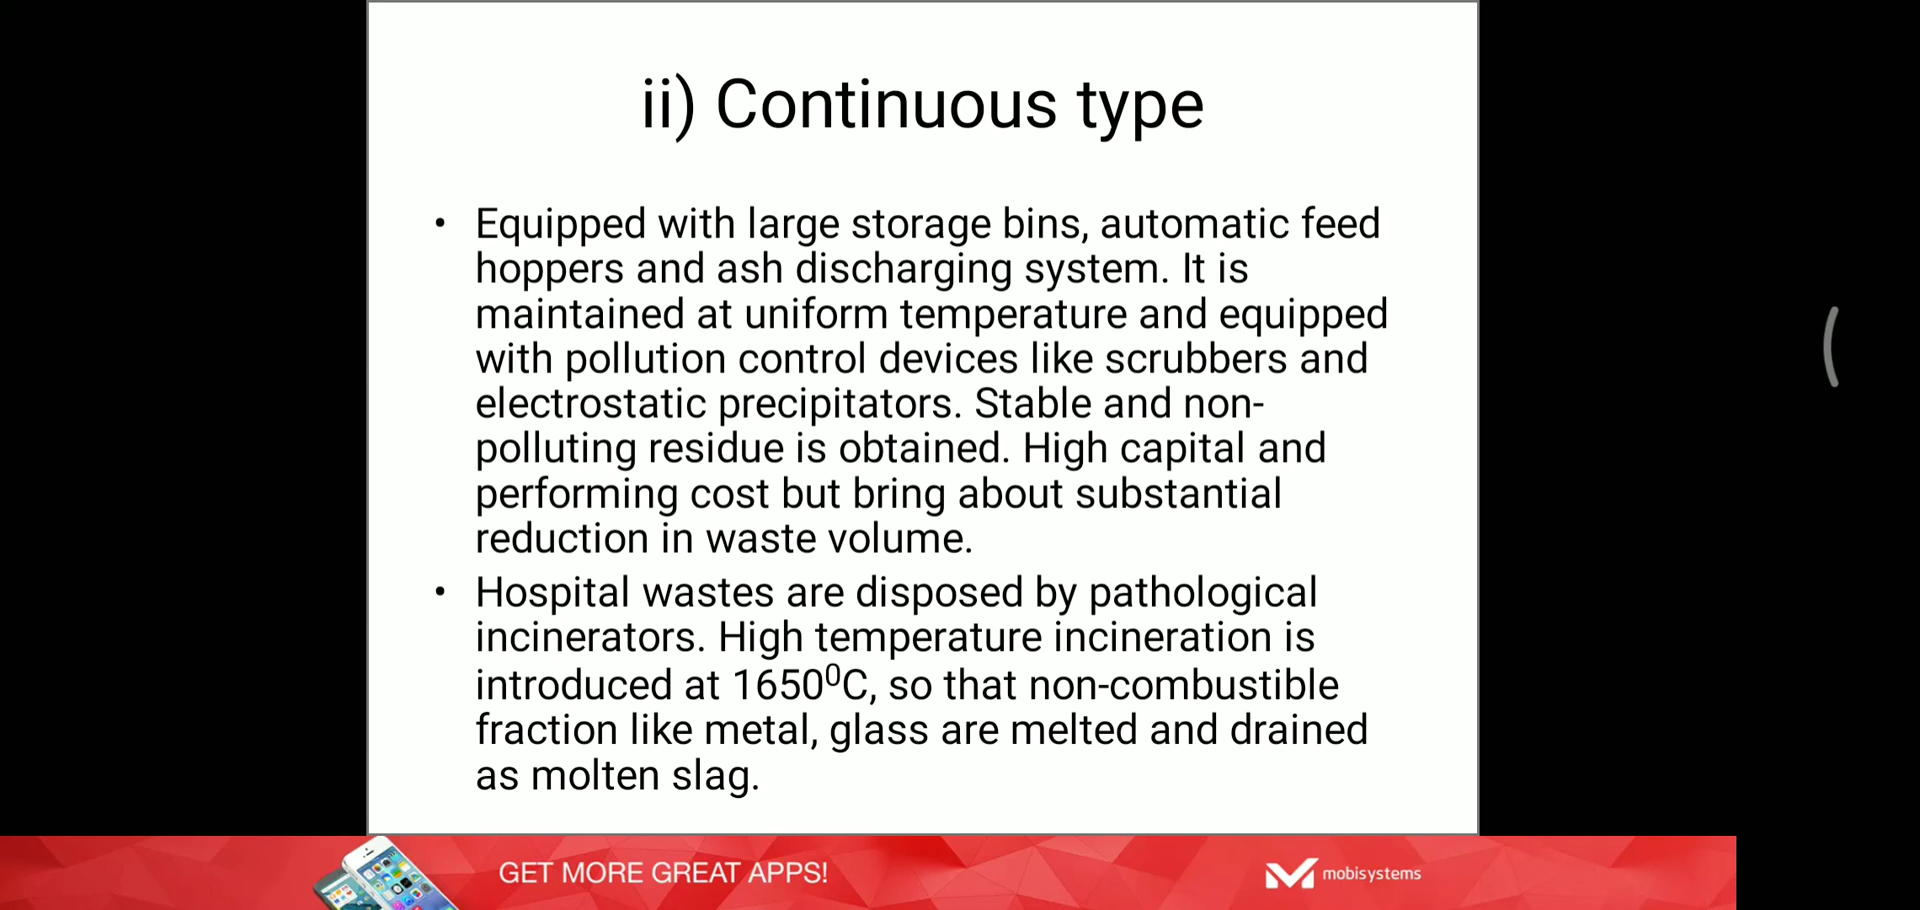 ii) Continuous type
• Equipped with large storage bins, automatic feed
hoppers and ash discharging system. It is
maintained at uniform temperature and equipped
with pollution control devices like scrubbers and
electrostatic precipitators. Stable and non-
polluting residue is obtained. High capital and
performing cost but bring about substantial
reduction in waste volume.
• Hospital wastes are disposed by pathological
incinerators. High temperature incineration is
introduced at 1650⁰C, so that non-combustible
fraction like metal, glass are melted and drained
as molten slag.
GET MORE GREAT APPS!
mobisystems